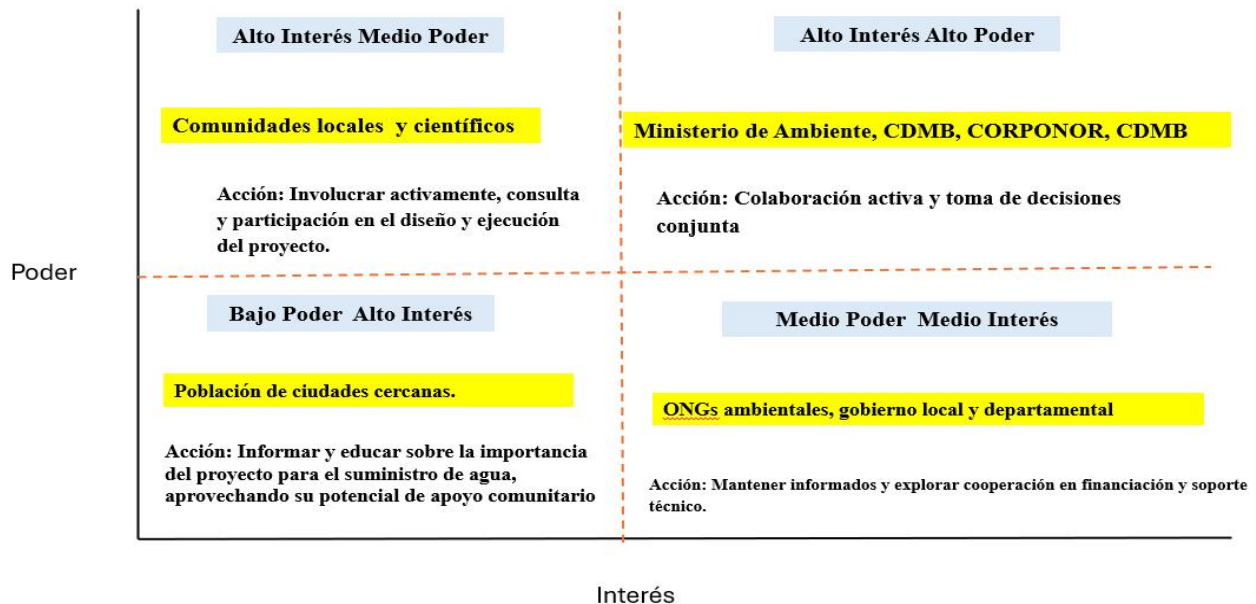 Alto Interés Medio Poder
Alto Interés Alto Poder
Comunidades locales y científicos
Ministerio de Ambiente, CDMB, CORPONOR, CDMB
Acción: Involucrar activamente, consulta
y participación en el diseño y ejecución
del proyecto.
Acción: Colaboración activa y toma de decisiones
conjunta
Poder
Bajo Poder Alto Interés
Medio Poder Medio Interés
Población de ciudades cercanas.
ONGs ambientales, gobierno local y departamental
Acción: Informar y educar sobre la importancia
del proyecto para el suministro de agua,
aprovechando su potencial de apoyo comunitario
Acción: Mantener informados y explorar cooperación en financiación y soporte
técnico.
Interés